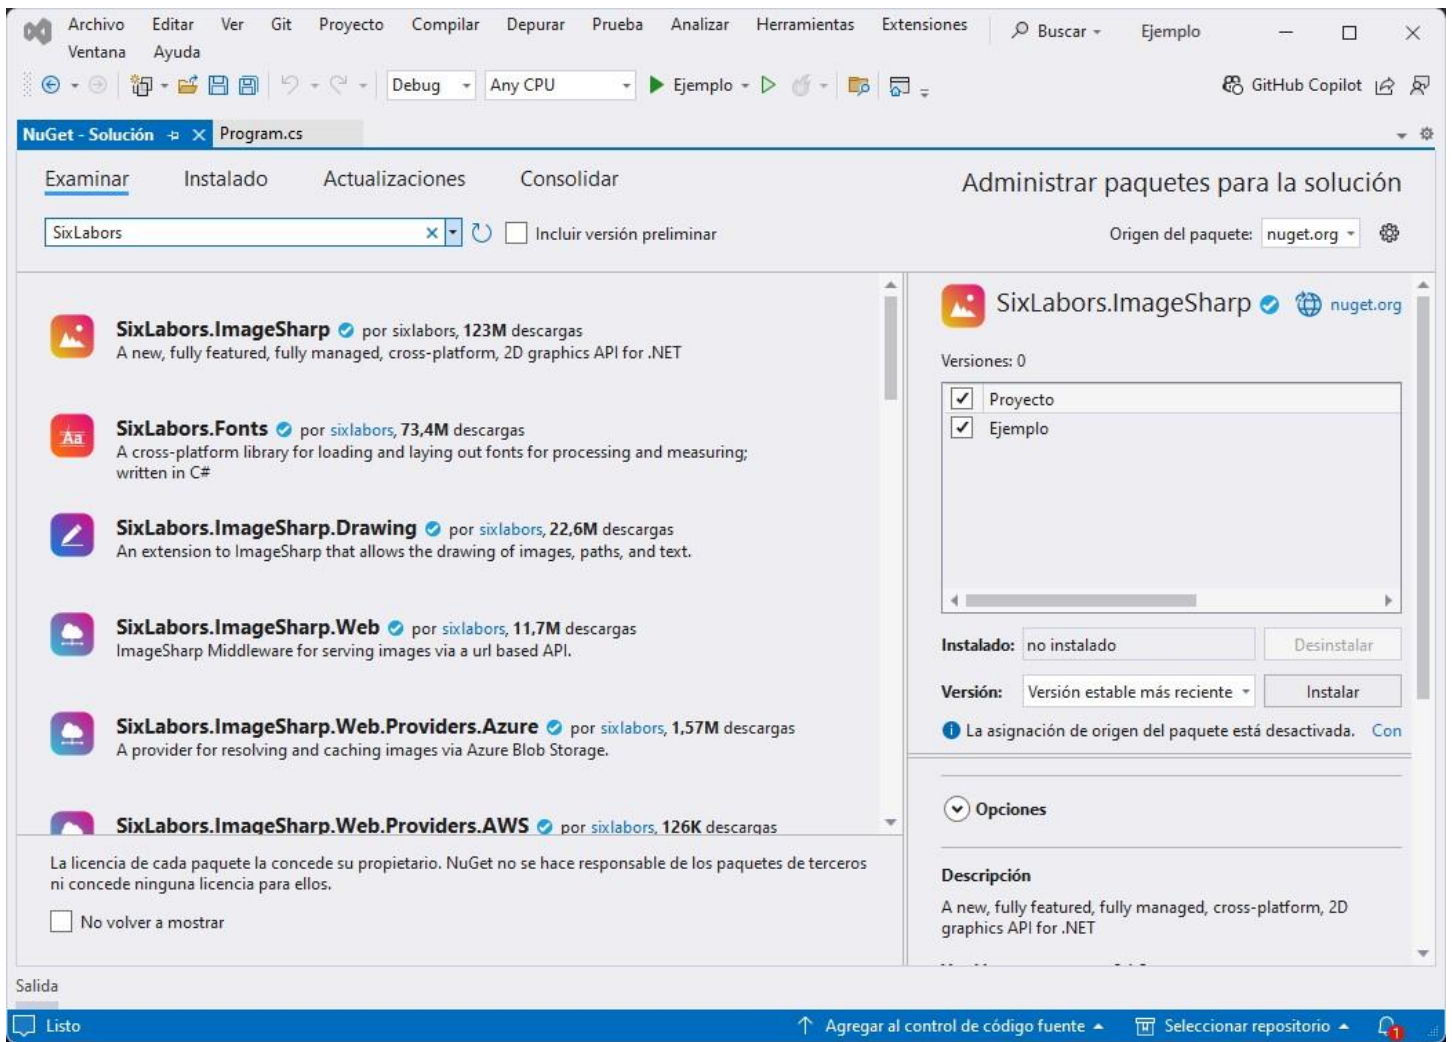 Archivo Editar Ver Git Proyecto Compilar Depurar Prueba Analizar Herramientas Extensiones Buscar Ejemplo
Ventana Ayuda
Debug Any CPU Ejemplo GitHub Copilot
NuGet - Solución Program.cs
Examinar Instalado Actualizaciones Consolidar
Administrar paquetes para la solución
SixLabors Incluir versión preliminar
Origen del paquete: nuget.org
SixLabors.ImageSharp por sixlabors, 123M descargas
A new, fully featured, fully managed, cross-platform, 2D graphics API for .NET
SixLabors.Fonts por sixlabors, 73,4M descargas
A cross-platform library for loading and laying out fonts for processing and measuring;
written in C#
SixLabors.ImageSharp.Drawing por sixlabors, 22,6M descargas
An extension to ImageSharp that allows the drawing of images, paths, and text.
SixLabors.ImageSharp.Web por sixlabors, 11,7M descargas
ImageSharp Middleware for serving images via a url based API.
SixLabors.ImageSharp.Web.Providers.Azure por sixlabors, 1,57M descargas
A provider for resolving and caching images via Azure Blob Storage.
SixLabors.ImageSharp.Web.Providers.AWS por sixlabors, 126K descargas
La licencia de cada paquete la concede su propietario. NuGet no se hace responsable de los paquetes de terceros
ni concede ninguna licencia para ellos.
No volver a mostrar
SixLabors.ImageSharp nuget.org
Versiones: 0
Proyecto
Ejemplo
Instalado: no instalado Desinstalar
Versión: Versión estable más reciente Instalar
La asignación de origen del paquete está desactivada. Con
Opciones
Descripción
A new, fully featured, fully managed, cross-platform, 2D
graphics API for .NET
Salida
Listo Agregar al control de código fuente Seleccionar repositorio 1